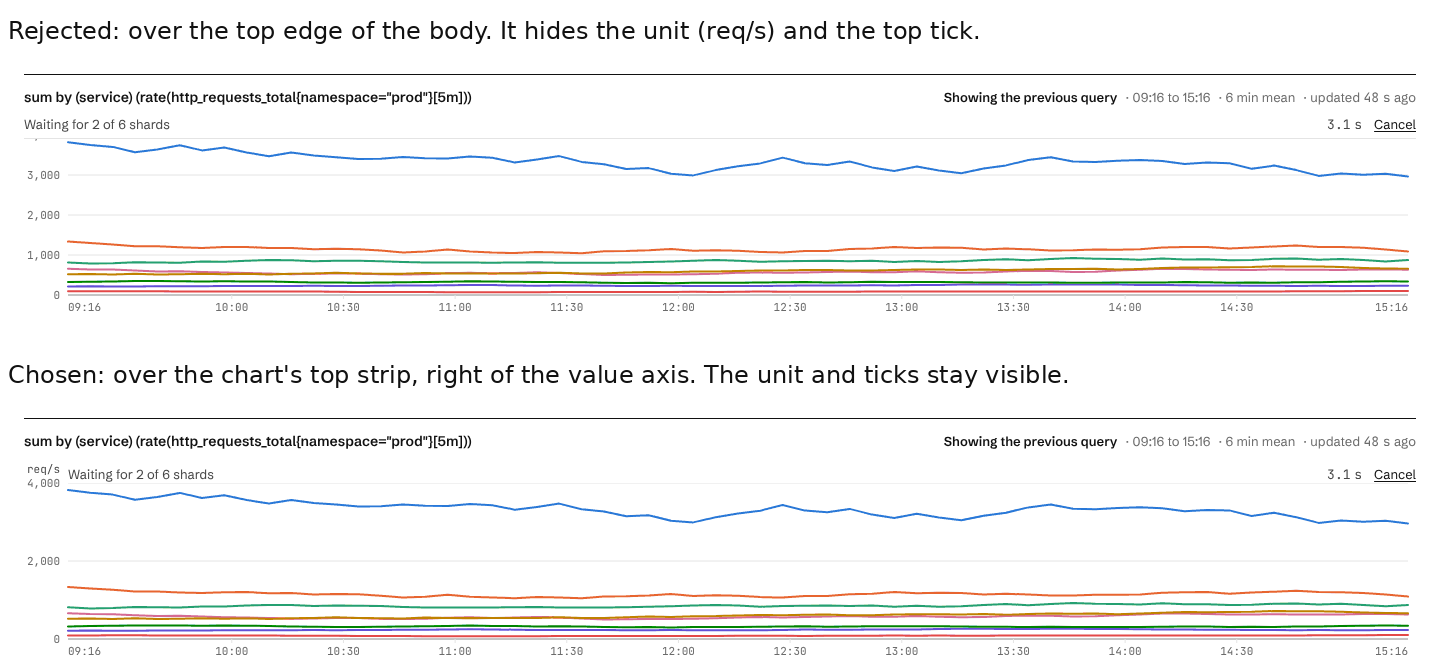 Rejected: over the top edge of the body. It hides the unit (req/s) and the top tick.
sum by (service) (rate(http_requests_total{namespace="prod"}[5m])) Showing the previous query · 09:16 to 15:16 · 6 min mean · updated 48 s ago
Waiting for 2 of 6 shards 3.1 s Cancel
3,000
2,000
1,000
0
09:16 10:00 10:30 11:00 11:30 12:00 12:30 13:00 13:30 14:00 14:30 15:16
Chosen: over the chart's top strip, right of the value axis. The unit and ticks stay visible.
sum by (service) (rate(http_requests_total{namespace="prod"}[5m])) Showing the previous query · 09:16 to 15:16 · 6 min mean · updated 48 s ago
req/s Waiting for 2 of 6 shards 3.1 s Cancel
4,000
2,000
0
09:16 10:00 10:30 11:00 11:30 12:00 12:30 13:00 13:30 14:00 14:30 15:16